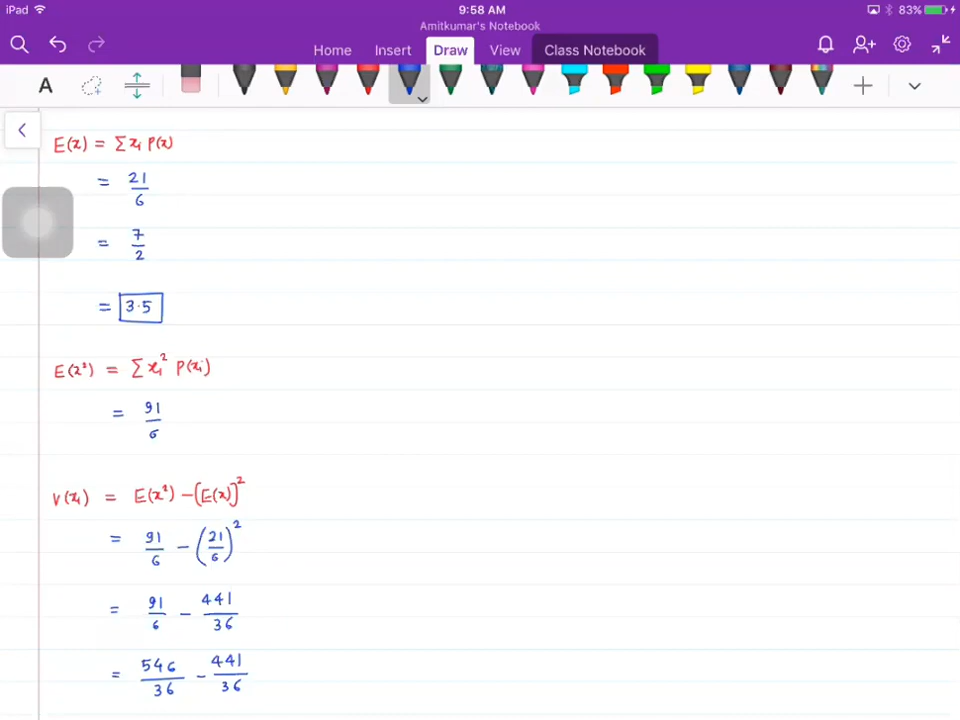 iPad 9:58 AM 83%
Amitkumar's Notebook
Home Insert Draw View Class Notebook
A
E(x) = Σ xi P(x)
= 21/6
= 7/2
= 3.5
E(x²) = Σ xi² P(xi)
= 91/6
V(xi) = E(x²) - [E(x)]²
= 91/6 - (21/6)²
= 91/6 - 441/36
= 546/36 - 441/36